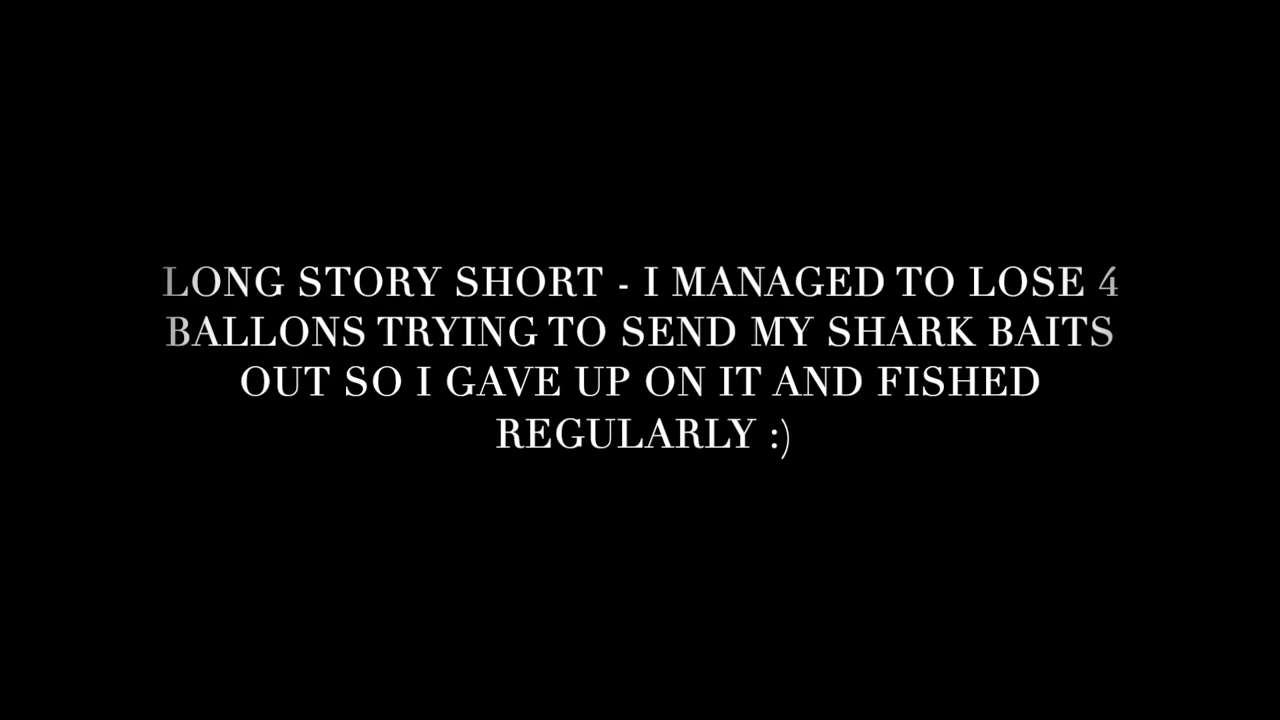 LONG STORY SHORT - I MANAGED TO LOSE 4
BALLONS TRYING TO SEND MY SHARK BAITS
OUT SO I GAVE UP ON IT AND FISHED
REGULARLY :)